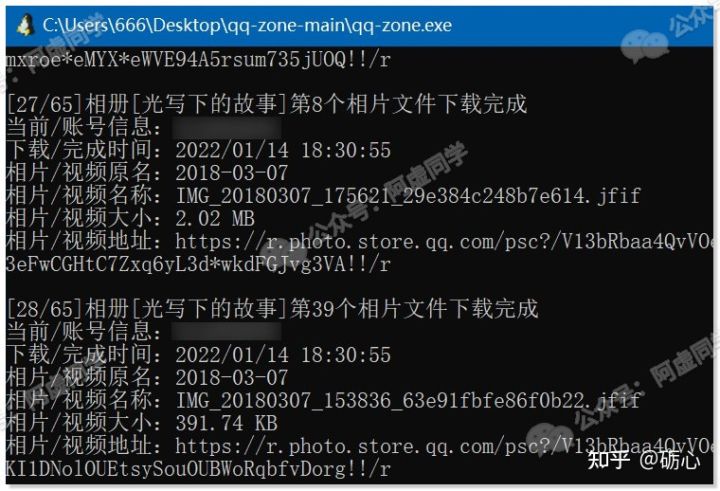 C:\Users\666\Desktop\qq-zone-main\qq-zone.exe
mxroe*eMYX*eWVE94A5rsum735jUOQ!!/r
[27/65]相册[光写下的故事]第8个相片文件下载完成
当前/账号信息:
下载/完成时间: 2022/01/14 18:30:55
相片/视频原名: 2018-03-07
相片/视频名称: IMG_20180307_175621_29e384c248b7e614.jfif
相片/视频大小: 2.02 MB
相片/视频地址: https://r.photo.store.qq.com/psc?/V13bRbaa4QvVOe
3eFwCGHtC7Zxq6yL3d*wkdFGJvg3VA!!/r
[28/65]相册[光写下的故事]第39个相片文件下载完成
当前/账号信息:
下载/完成时间: 2022/01/14 18:30:55
相片/视频原名: 2018-03-07
相片/视频名称: IMG_20180307_153836_63e91fbfe86f0b22.jfif
相片/视频大小: 391.74 KB
相片/视频地址: https://r.photo.store.qq.com/psc?/V13bRbaa4QvVOe
KI1DNolOUEtsySouOUBWoRqbfvDorg!!/r
公众号: 阿虚同学
知乎 @砺心